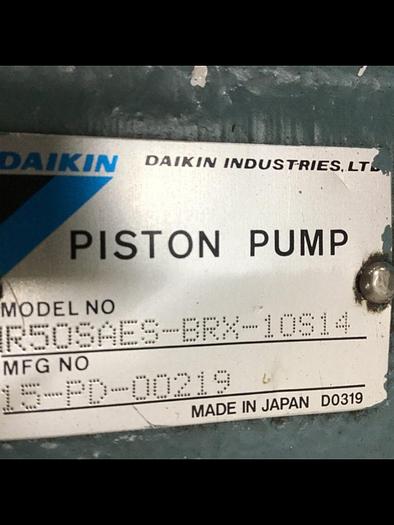 DAIKIN DAIKIN INDUSTRIES, LTD
PISTON PUMP
MODEL NO
R50SAES-BRX-10814
MFG NO
15-PD-00219
MADE IN JAPAN D0319